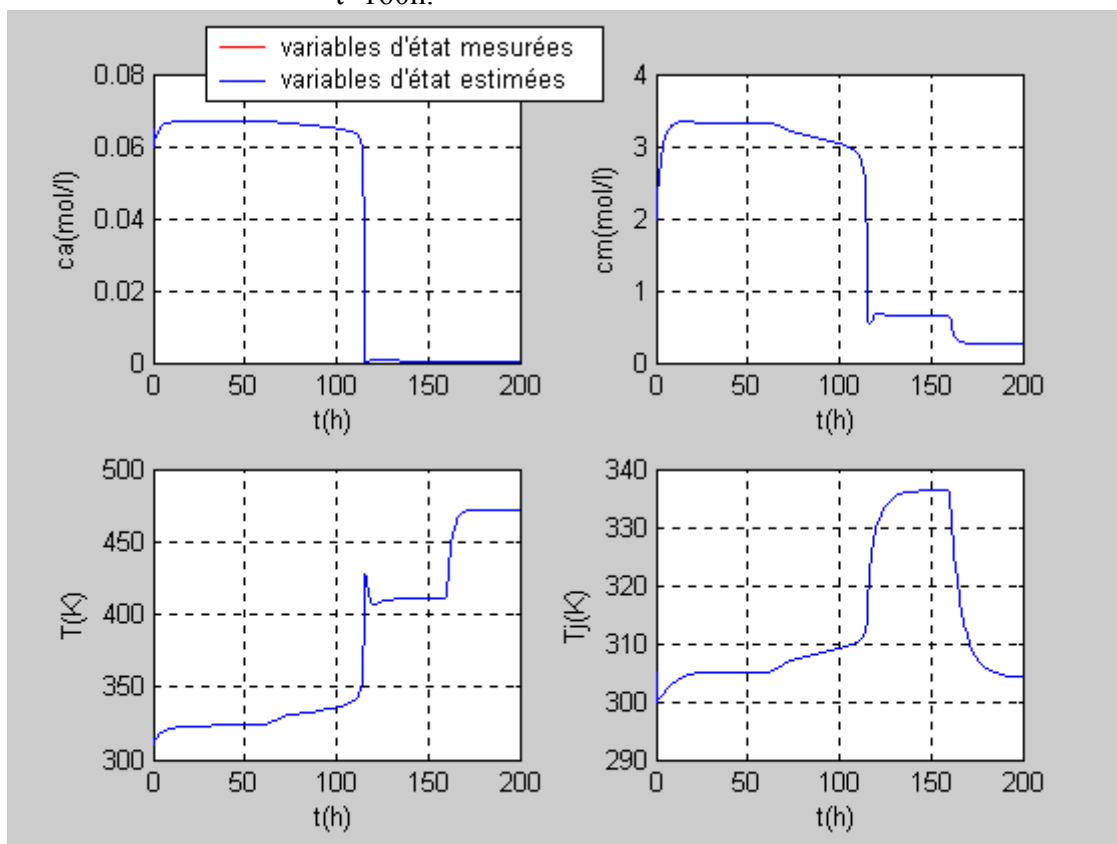 t=160h.
variables d'état mesurées
variables d'état estimées
0.08
0.06
0.04
0.02
0
ca(mol/l)
0 50 100 150 200
t(h)
4
3
2
1
0
cm(mol/l)
0 50 100 150 200
t(h)
500
450
400
350
300
T(K)
0 50 100 150 200
t(h)
340
330
320
310
300
290
Tj(K)
0 50 100 150 200
t(h)